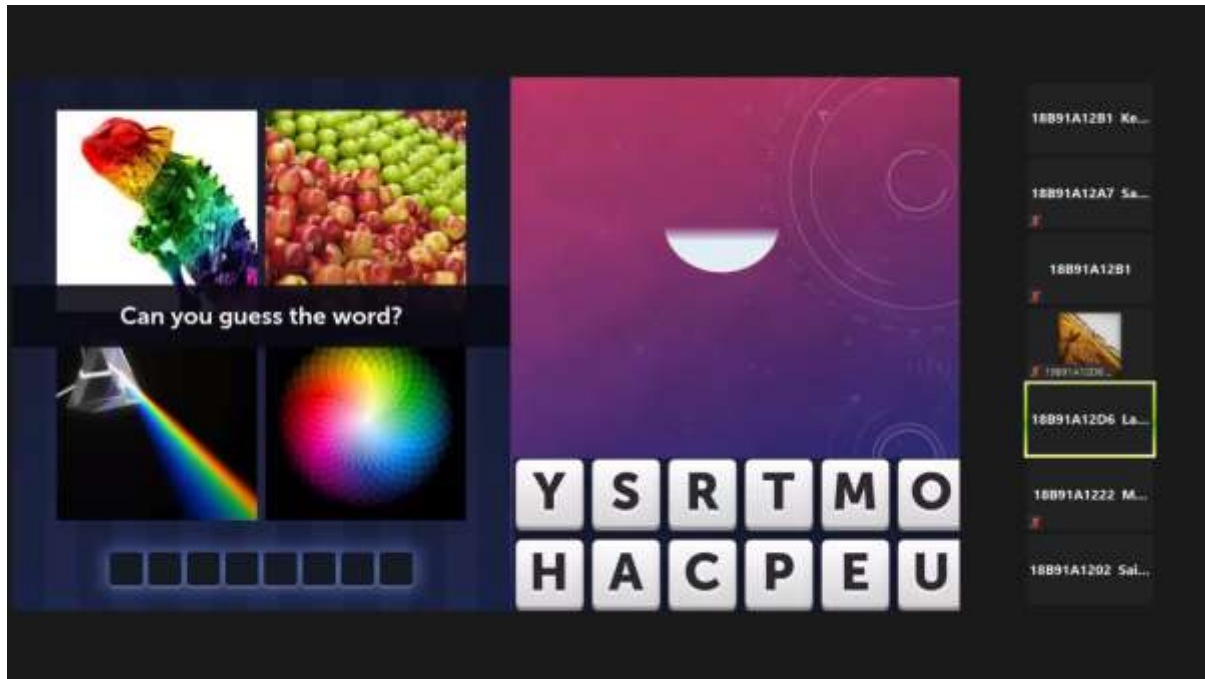 Can you guess the word?
Y S R T M O
H A C P E U
18B91A12B1 Ke...
18B91A12A7 Sa...
18B91A12B1
18B91A12D6 La...
18B91A1222 M...
18B91A1202 Sai...